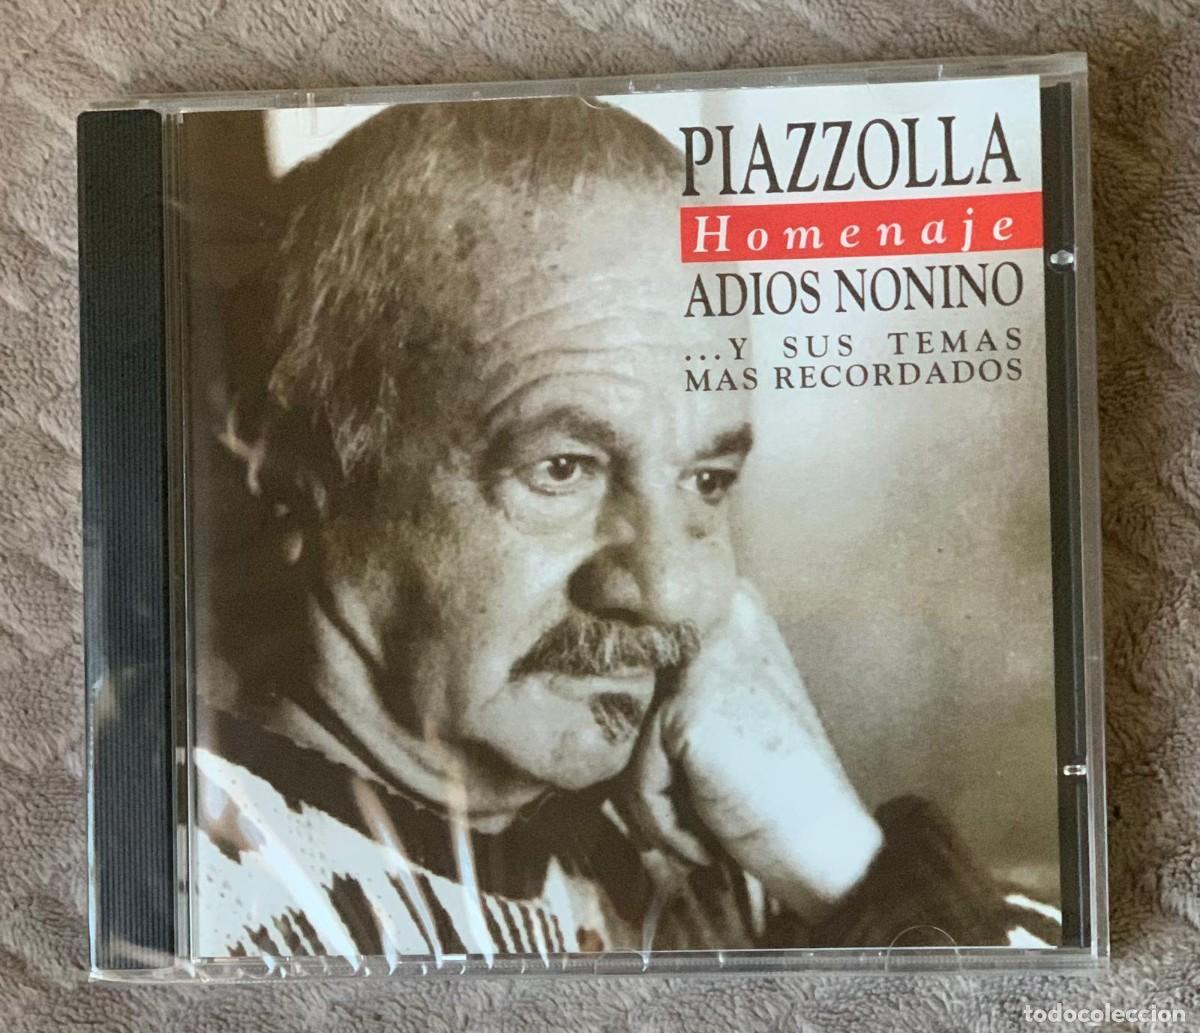 PIAZZOLLA
Homenaje
ADIOS NONINO
...Y SUS TEMAS
MAS RECORDADOS
todocoleccion